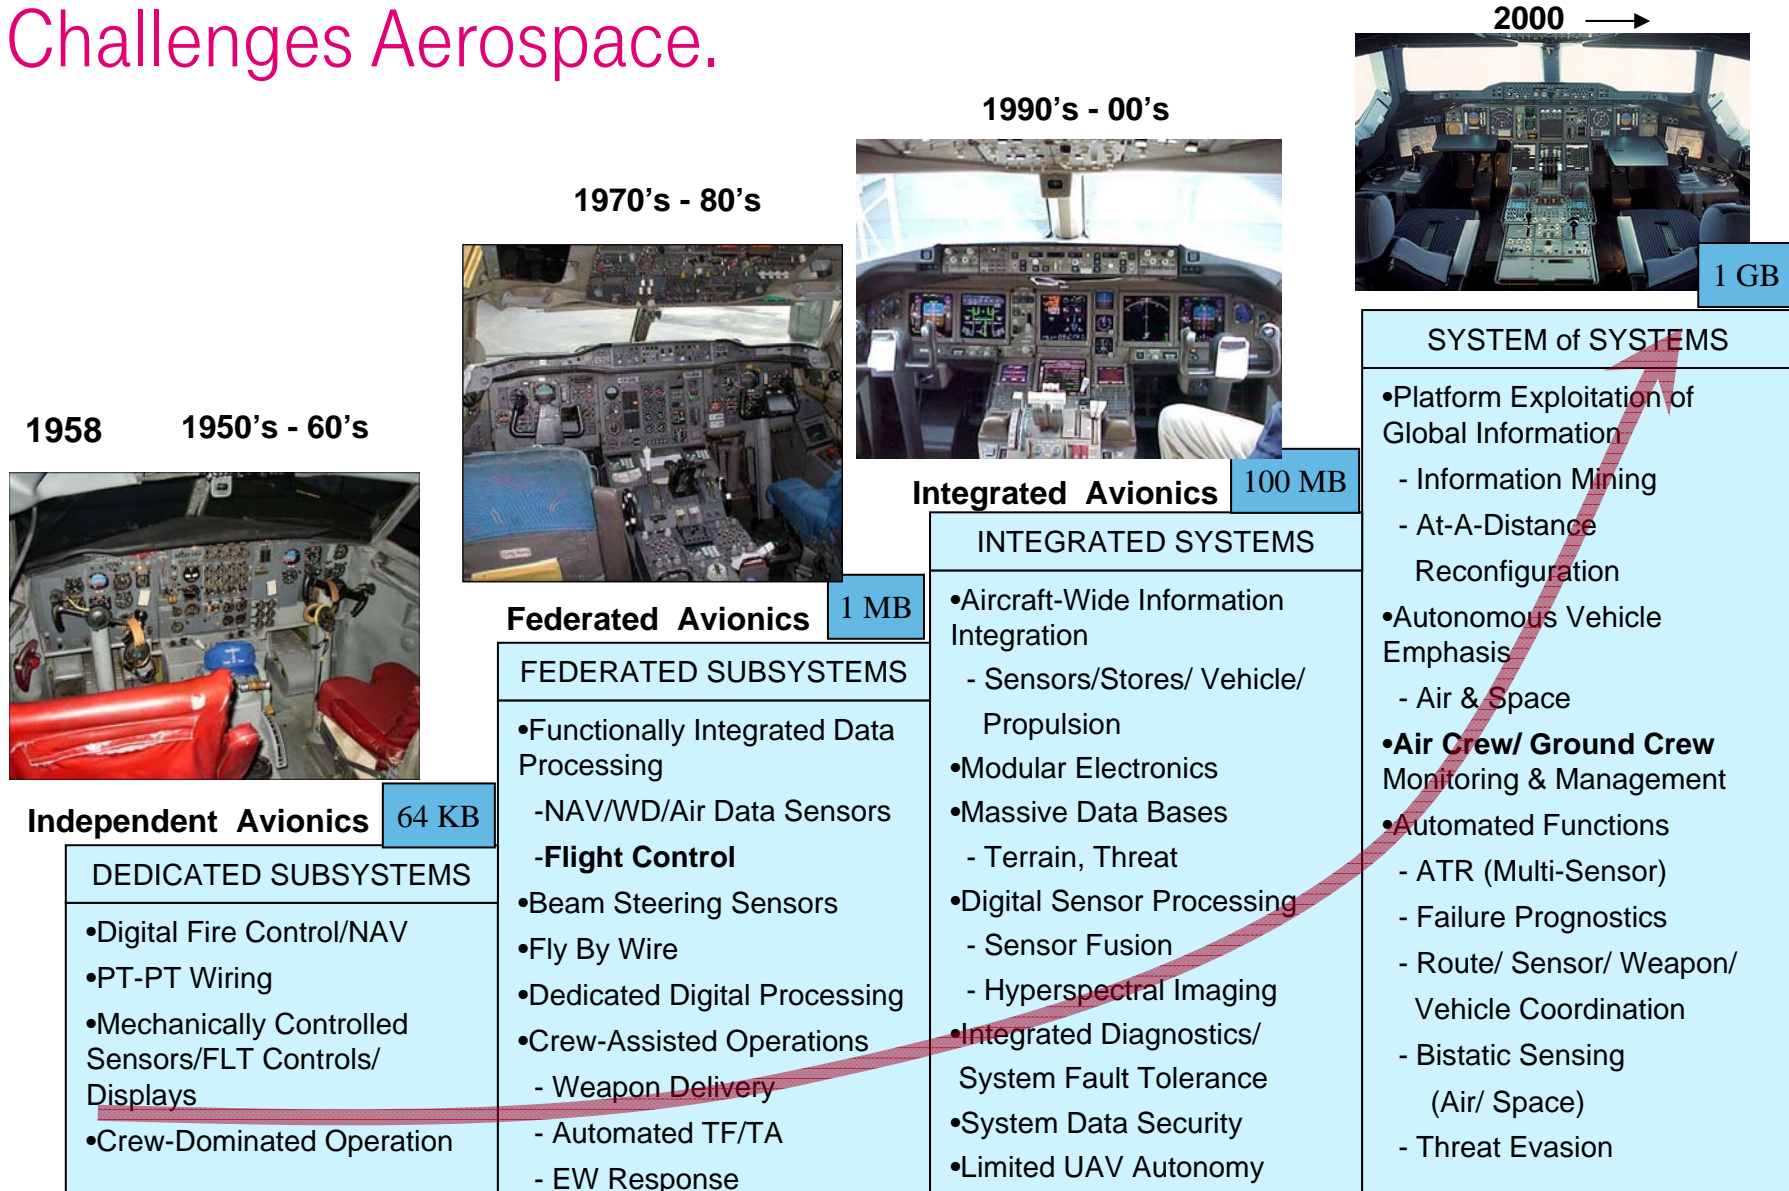 Challenges Aerospace.
1958
1950's - 60's
Independent Avionics
64 KB
DEDICATED SUBSYSTEMS
•Digital Fire Control/NAV
•PT-PT Wiring
•Mechanically Controlled
Sensors/FLT Controls/
Displays
•Crew-Dominated Operation
1970's - 80's
Federated Avionics
1 MB
FEDERATED SUBSYSTEMS
•Functionally Integrated Data
Processing
-NAV/WD/Air Data Sensors
-Flight Control
•Beam Steering Sensors
•Fly By Wire
•Dedicated Digital Processing
•Crew-Assisted Operations
- Weapon Delivery
- Automated TF/TA
- EW Response
1990's - 00's
Integrated Avionics
100 MB
INTEGRATED SYSTEMS
•Aircraft-Wide Information
Integration
- Sensors/Stores/ Vehicle/
Propulsion
•Modular Electronics
•Massive Data Bases
- Terrain, Threat
•Digital Sensor Processing
- Sensor Fusion
- Hyperspectral Imaging
•Integrated Diagnostics/
System Fault Tolerance
•System Data Security
•Limited UAV Autonomy
2000
1 GB
SYSTEM of SYSTEMS
•Platform Exploitation of
Global Information
- Information Mining
- At-A-Distance
Reconfiguration
•Autonomous Vehicle
Emphasis
- Air & Space
•Air Crew/ Ground Crew
Monitoring & Management
•Automated Functions
- ATR (Multi-Sensor)
- Failure Prognostics
- Route/ Sensor/ Weapon/
Vehicle Coordination
- Bistatic Sensing
(Air/ Space)
- Threat Evasion